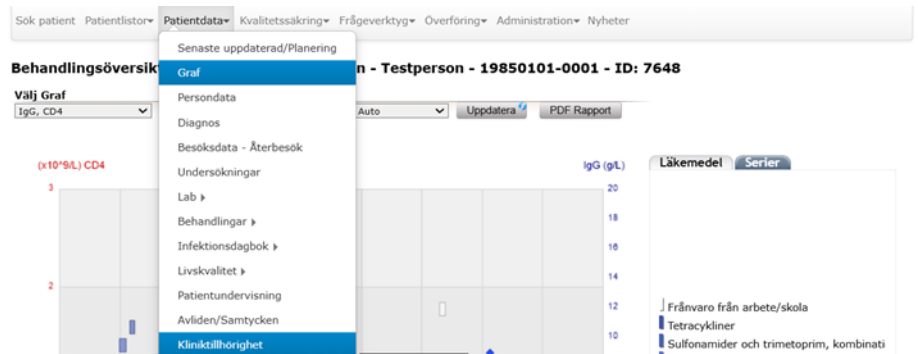 Sök patient Patientlistor Patientdata Kvalitetssäkring Frågeverktyg Överföring Administration Nyheter
Senaste uppdaterad/Planering
Behandlingsöversik n - Testperson - 19850101-0001 - ID: 7648
Graf
Välj Graf
Persondata
IgG, CD4 Auto Uppdatera PDF Rapport
Diagnos
Besöksdata - Återbesök
Undersökningar
(x10^9/L) CD4 IgG (g/L) Läkemedel Serier
3 20
Lab
18
Behandlingar
16
Infektionsdagbok
Livskvalitet
14
2
Patientundervisning
12 Frånvaro från arbete/skola
Avliden/Samtycken
Tetracykliner
10
Kliniktillhörighet Sulfonamider och trimetoprim, kombinati